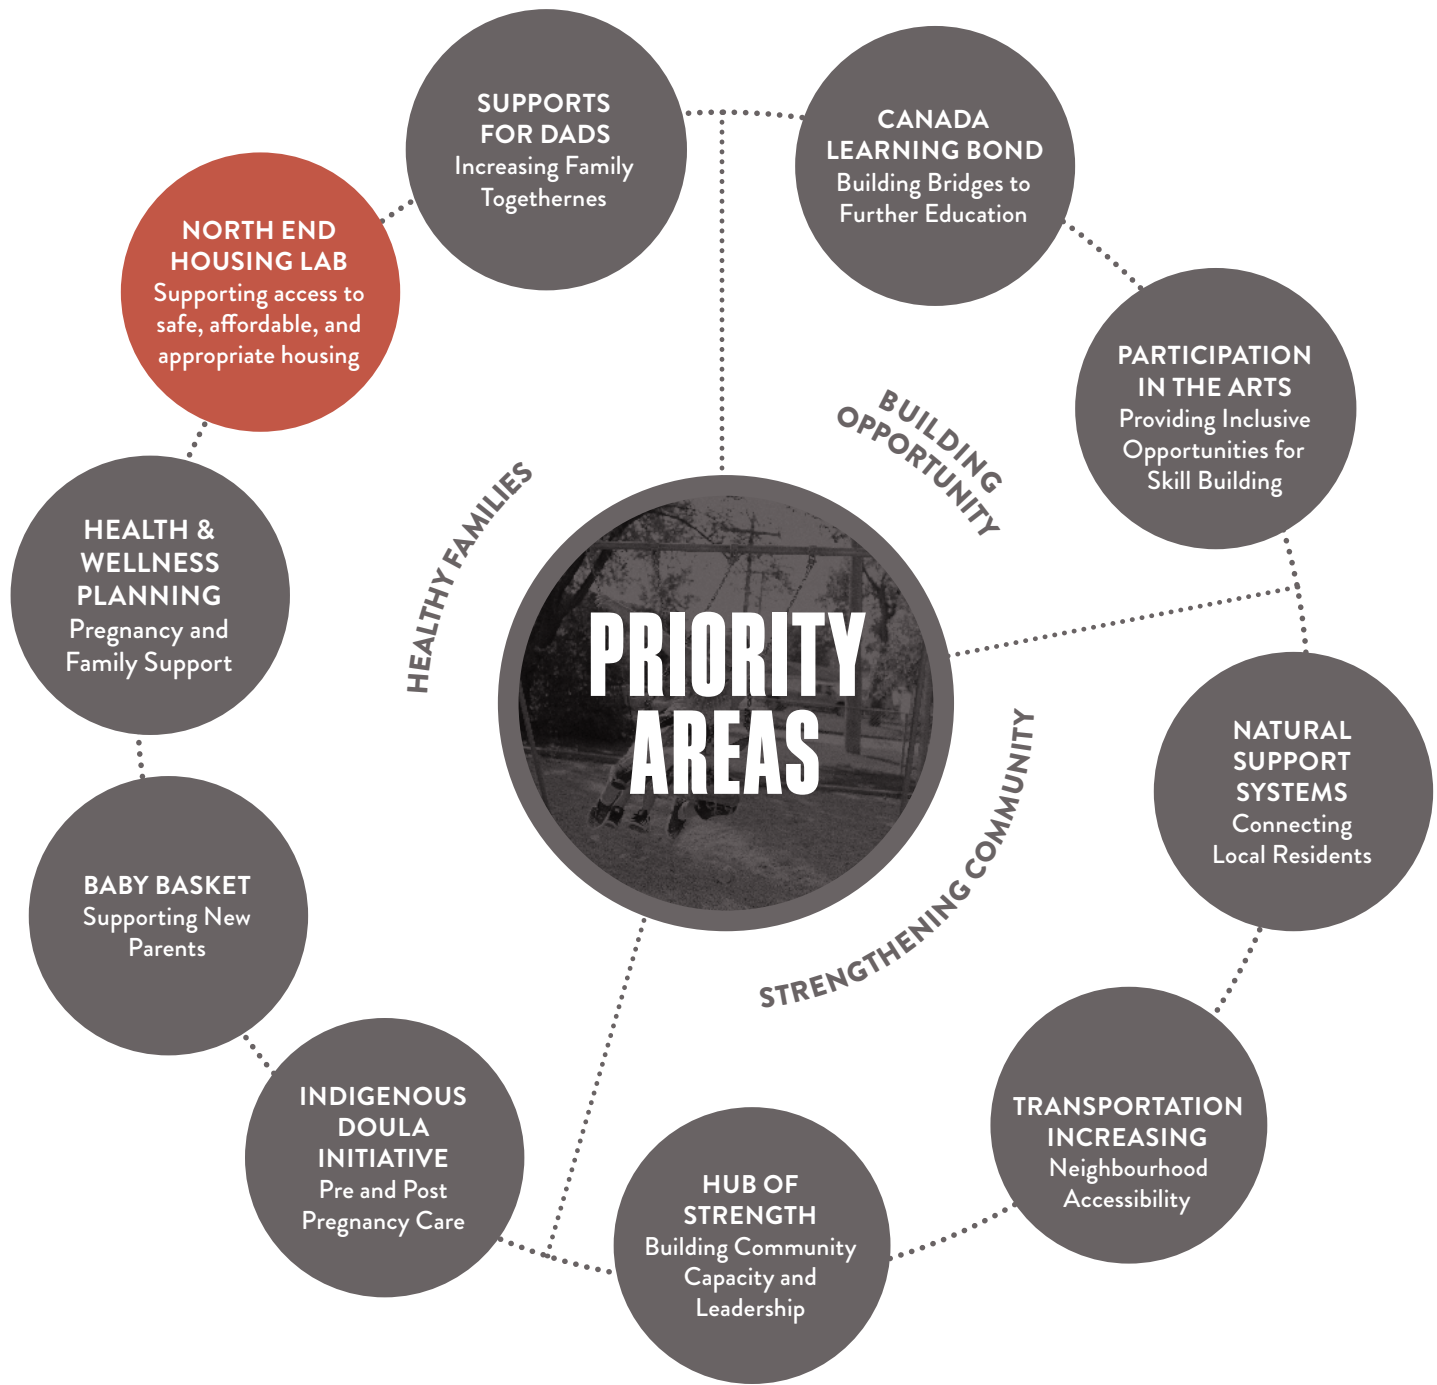 SUPPORTS
FOR DADS
Increasing Family
Togethernes
CANADA
LEARNING BOND
Building Bridges to
Further Education
NORTH END
HOUSING LAB
Supporting access to
safe, affordable, and
appropriate housing
PARTICIPATION
IN THE ARTS
Providing Inclusive
Opportunities for
Skill Building
BUILDING
OPPORTUNITY
HEALTHY FAMILIES
HEALTH &
WELLNESS
PLANNING
Pregnancy and
Family Support
PRIORITY
AREAS
NATURAL
SUPPORT
SYSTEMS
Connecting
Local Residents
STRENGTHENING COMMUNITY
BABY BASKET
Supporting New
Parents
INDIGENOUS
DOULA
INITIATIVE
Pre and Post
Pregnancy Care
HUB OF
STRENGTH
Building Community
Capacity and
Leadership
TRANSPORTATION
INCREASING
Neighbourhood
Accessibility